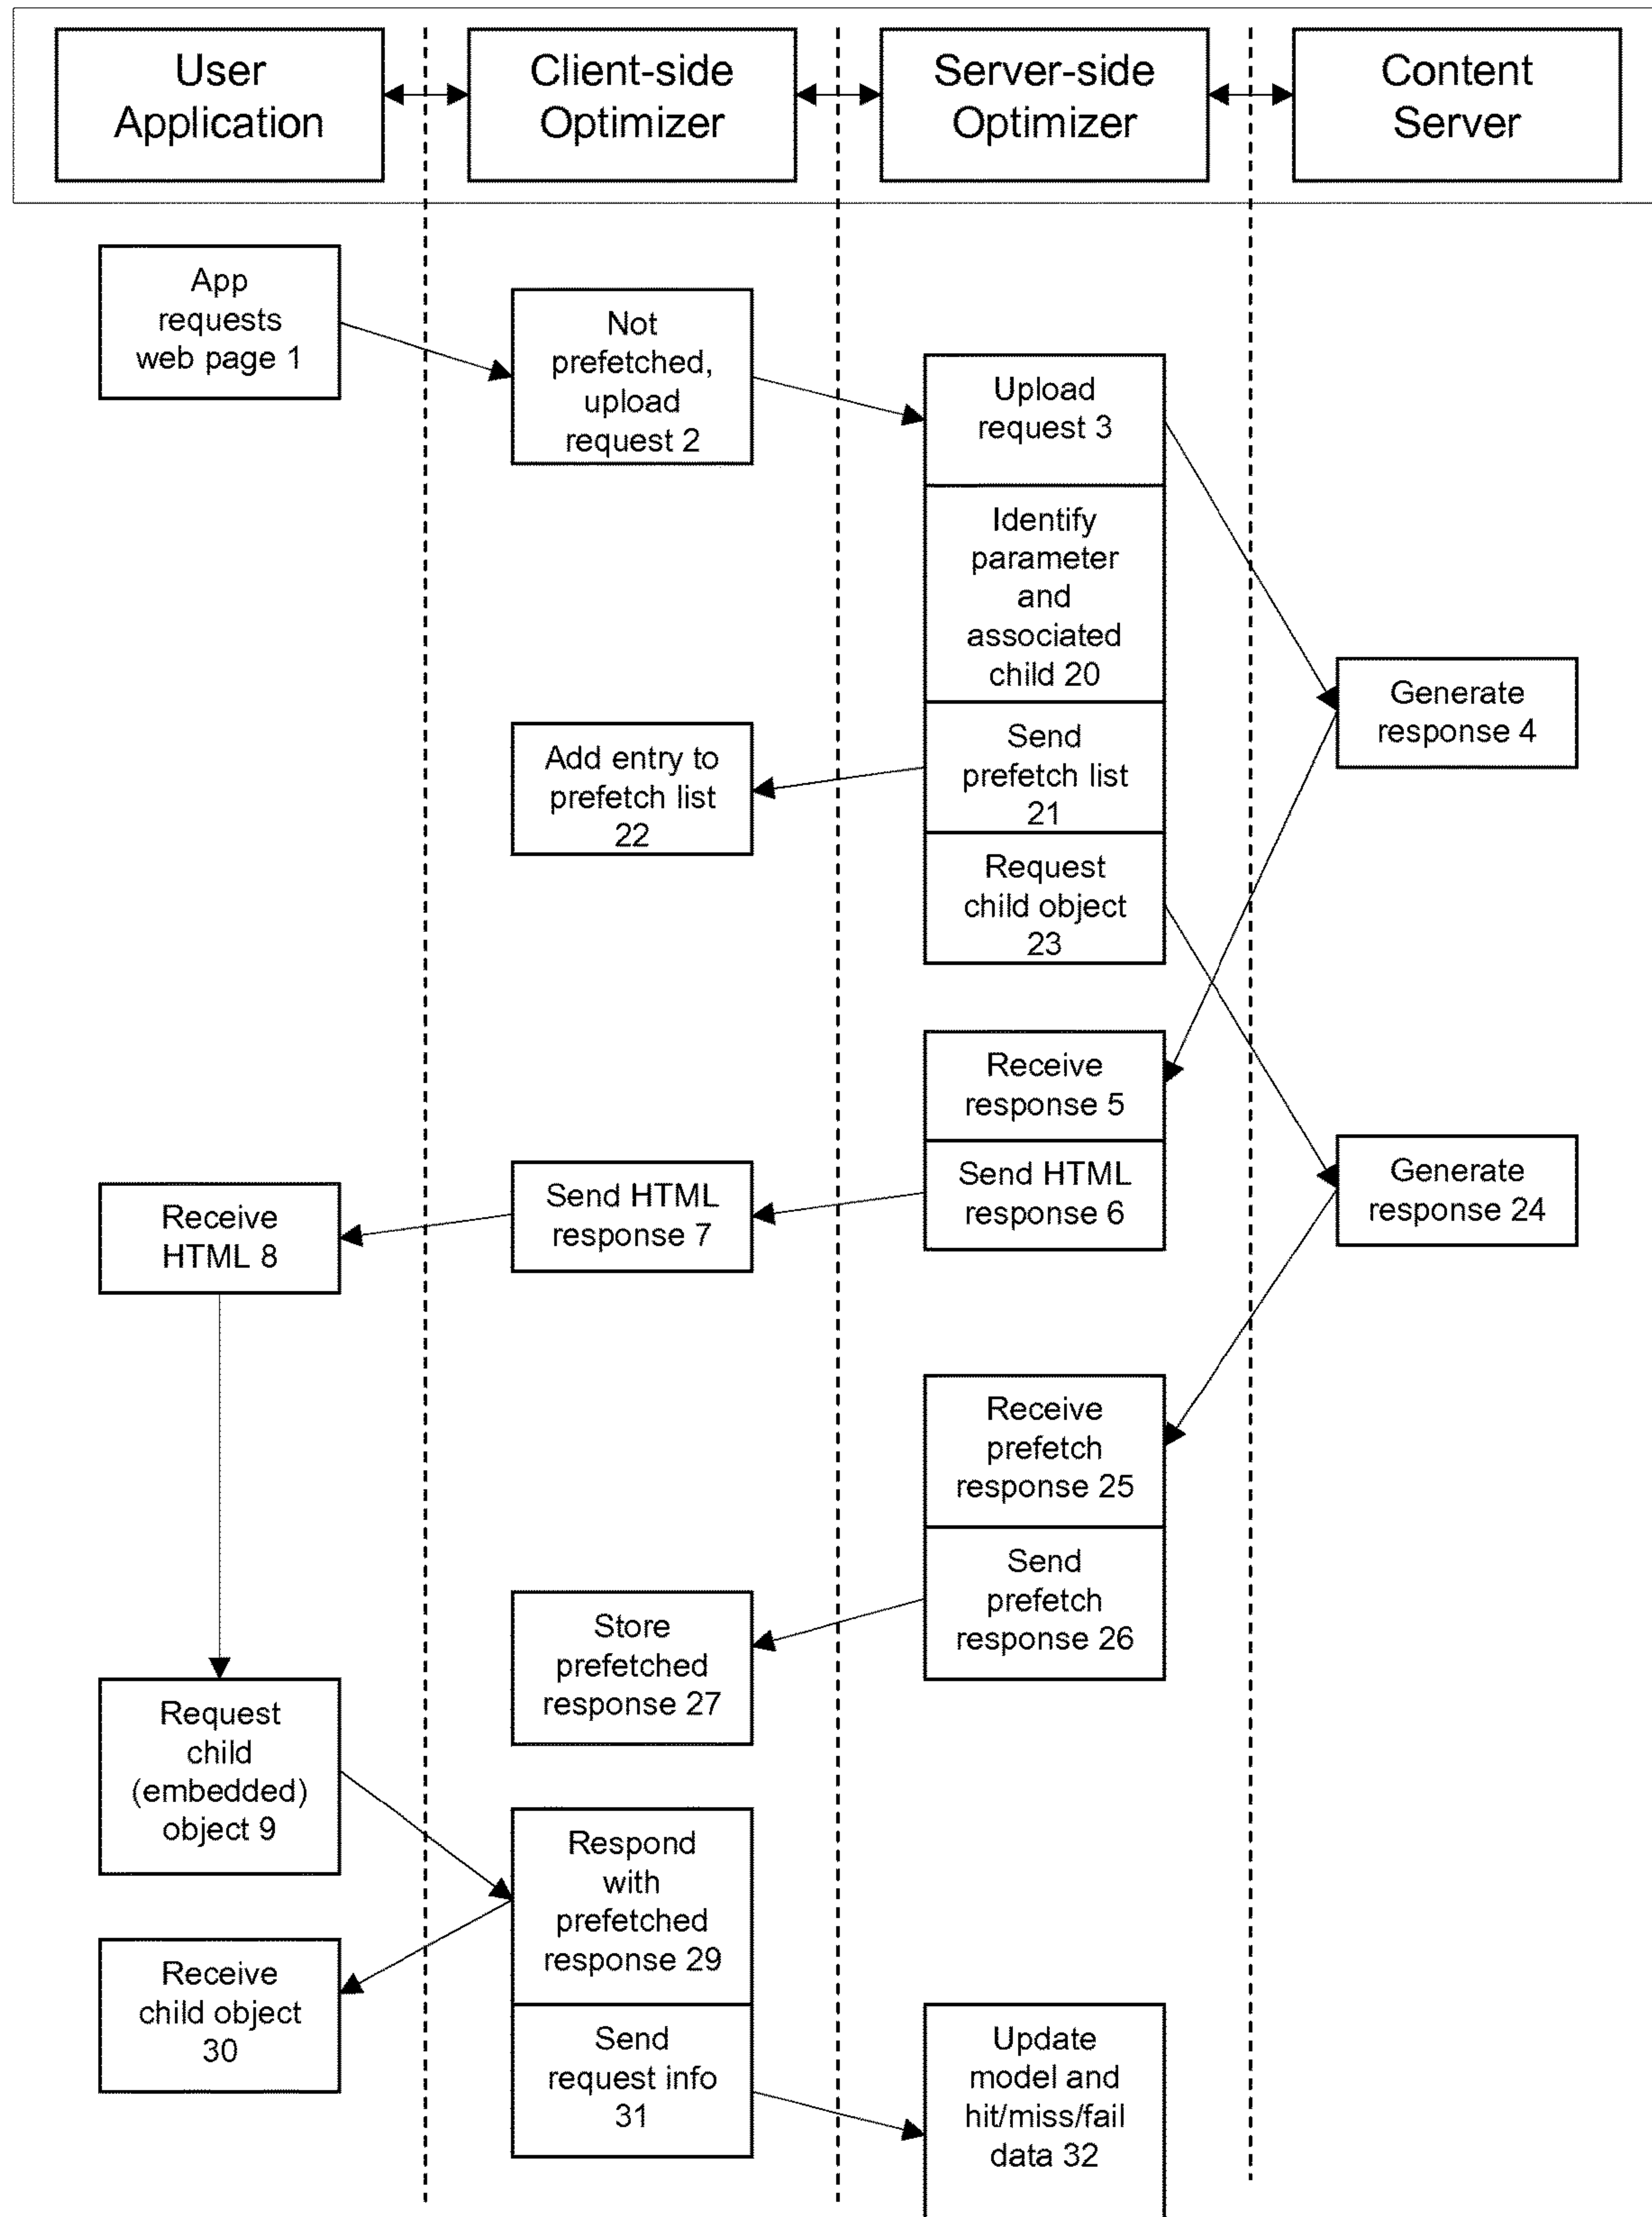 User
Application
Client-side
Optimizer
Server-side
Optimizer
Content
Server
App
requests
web page 1
Not
prefetched,
upload
request 2
Upload
request 3
Identify
parameter
and
associated
child 20
Generate
response 4
Send
prefetch list
21
Add entry to
prefetch list
22
Request
child object
23
Receive
response 5
Send HTML
response 6
Generate
response 24
Send HTML
response 7
Receive
HTML 8
Receive
prefetch
response 25
Send
prefetch
response 26
Store
prefetched
response 27
Request
child
(embedded)
object 9
Respond
with
prefetched
response 29
Receive
child object
30
Send
request info
31
Update
model and
hit/miss/fail
data 32